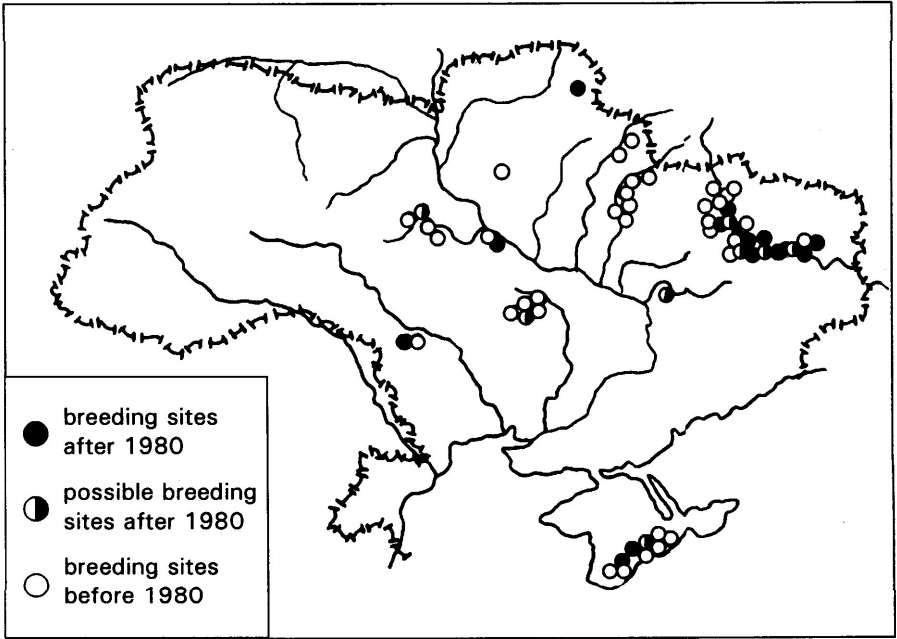 breeding sites
after 1980
possible breeding
sites after 1980
breeding sites
before 1980